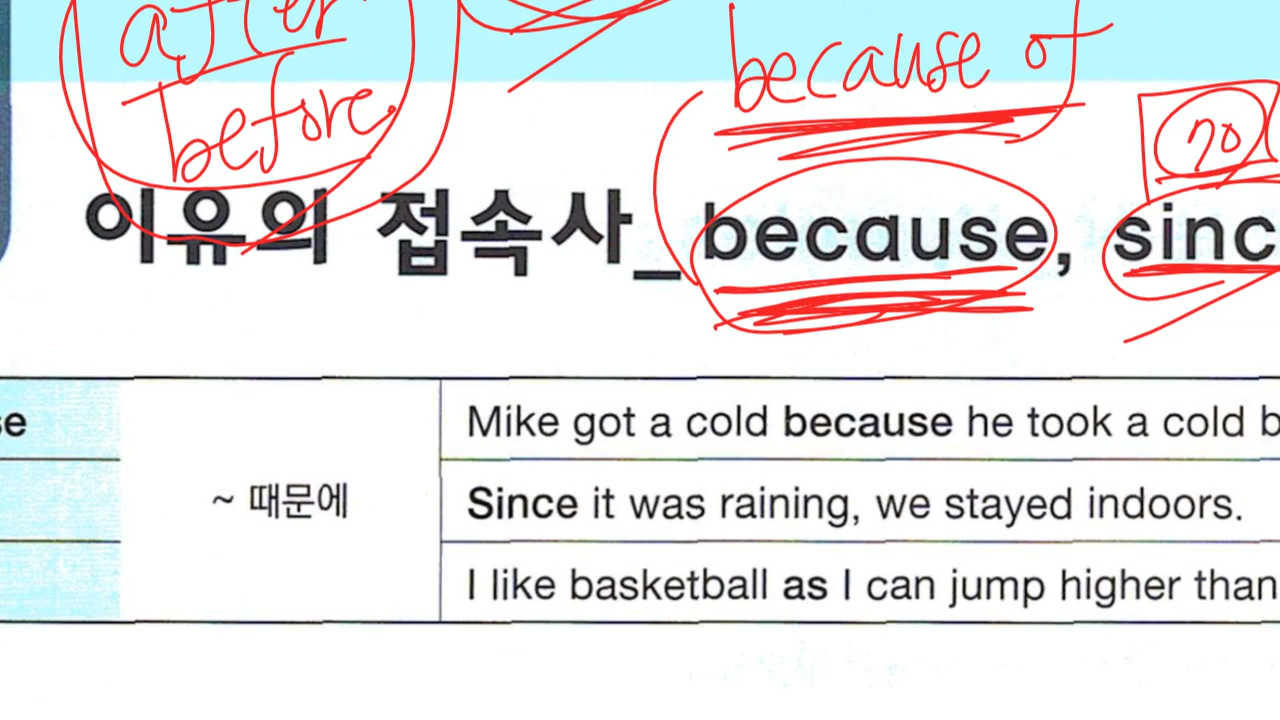 after
before
because of
이유의 접속사_because, sinc
se
Mike got a cold because he took a cold b
~ 때문에
Since it was raining, we stayed indoors.
I like basketball as I can jump higher than